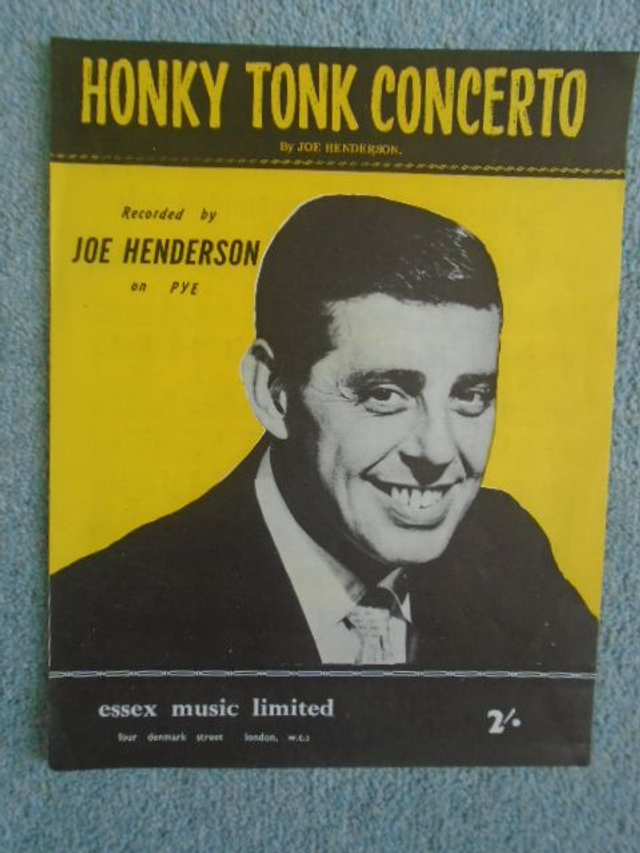 HONKY TONK CONCERTO
By JOE HENDERSON.
Recorded by
JOE HENDERSON
on PYE
essex music limited
2/.
four denmark street london, w.c.2